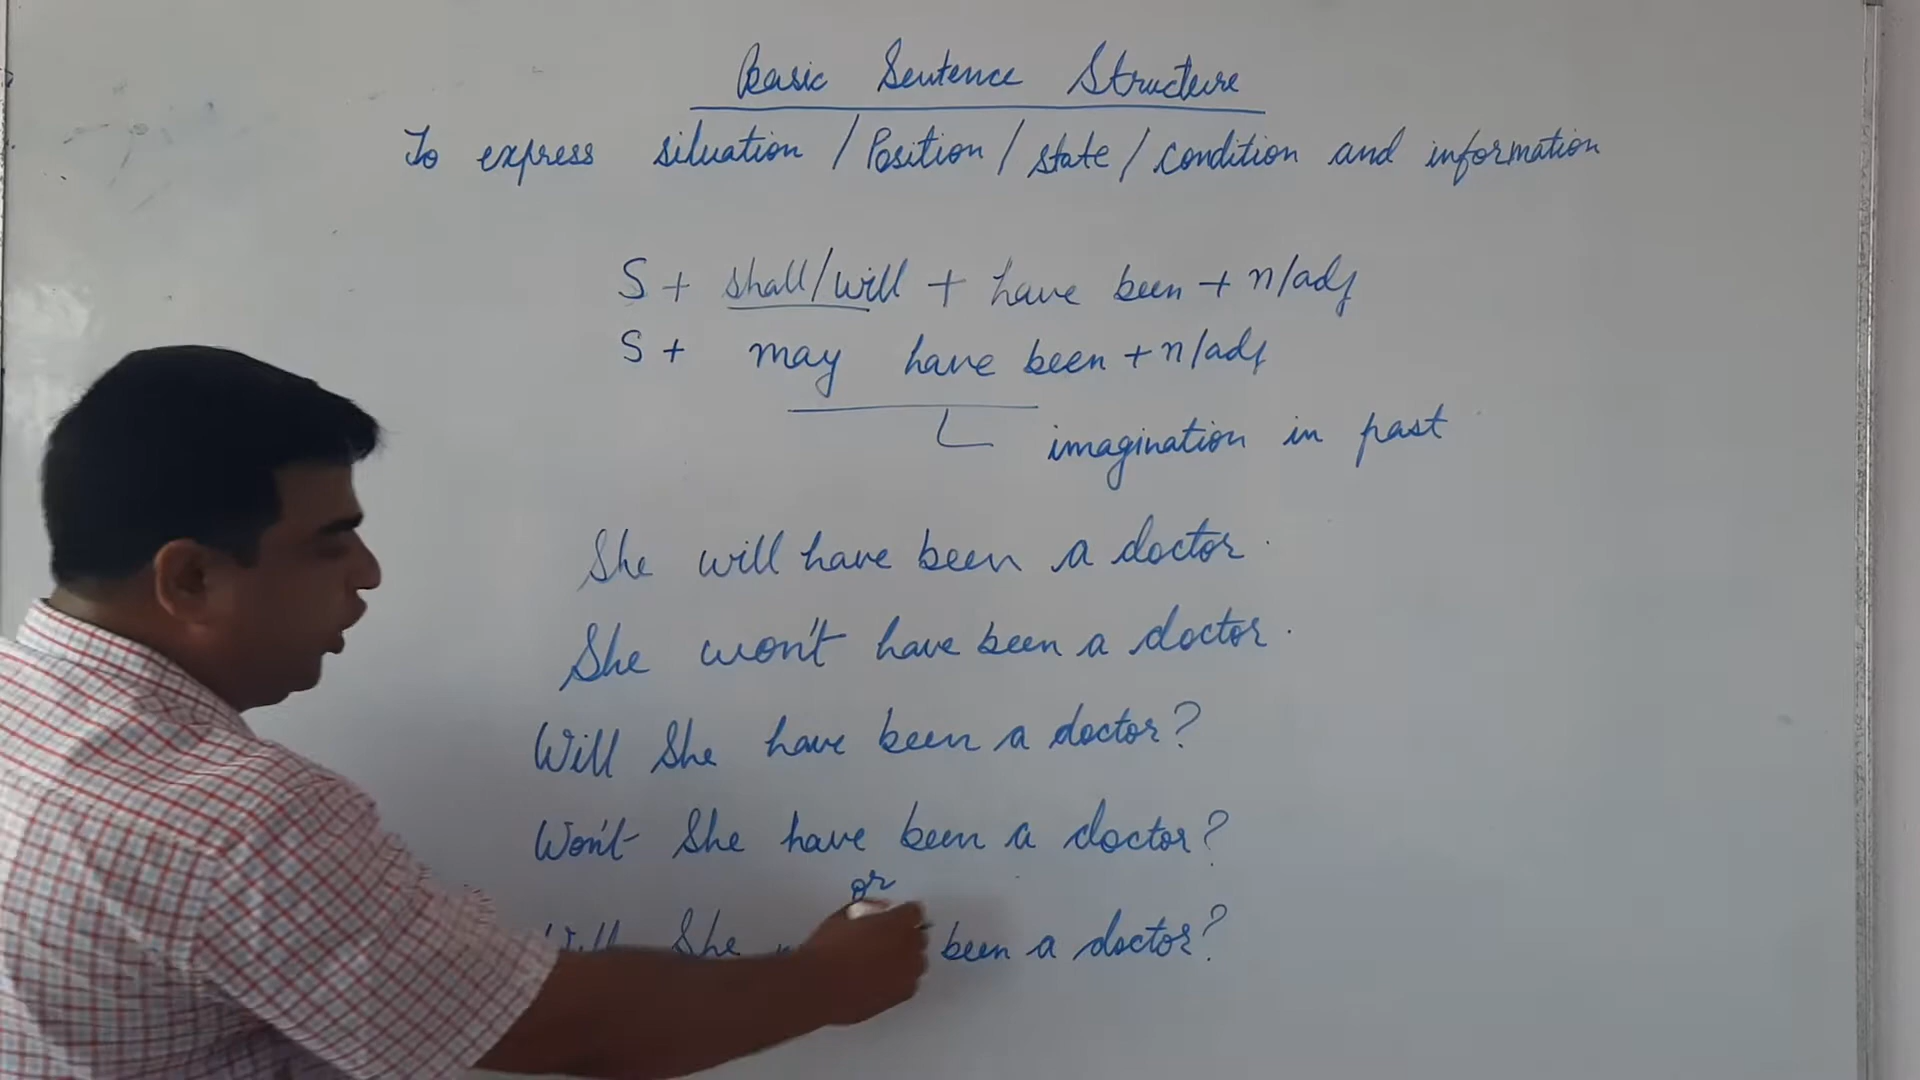 Basic Sentence Structure
To express situation / Position / state / condition and information
S + shall/will + have been + n/adj
S + may have been + n/adj
imagination in past
She will have been a doctor.
She won't have been a doctor.
Will She have been a doctor?
Won't She have been a doctor?
or
Will She been a doctor?